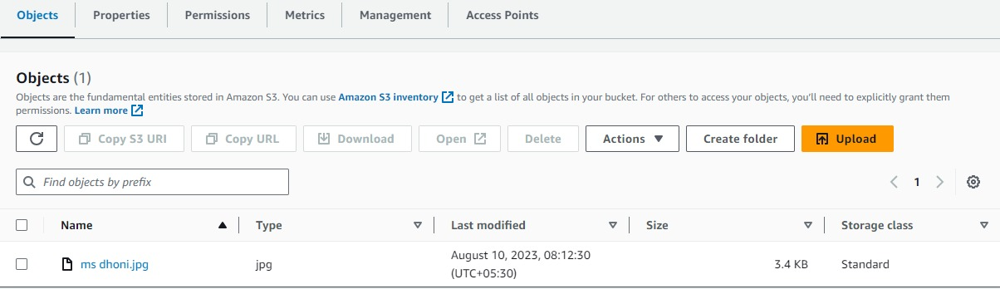 Objects Properties Permissions Metrics Management Access Points
Objects (1)
Objects are the fundamental entities stored in Amazon S3. You can use Amazon S3 inventory to get a list of all objects in your bucket. For others to access your objects, you'll need to explicitly grant them
permissions. Learn more
Copy S3 URI Copy URL Download Open Delete Actions Create folder Upload
Find objects by prefix 1
Name Type Last modified Size Storage class
ms dhoni.jpg jpg August 10, 2023, 08:12:30 3.4 KB Standard
(UTC+05:30)